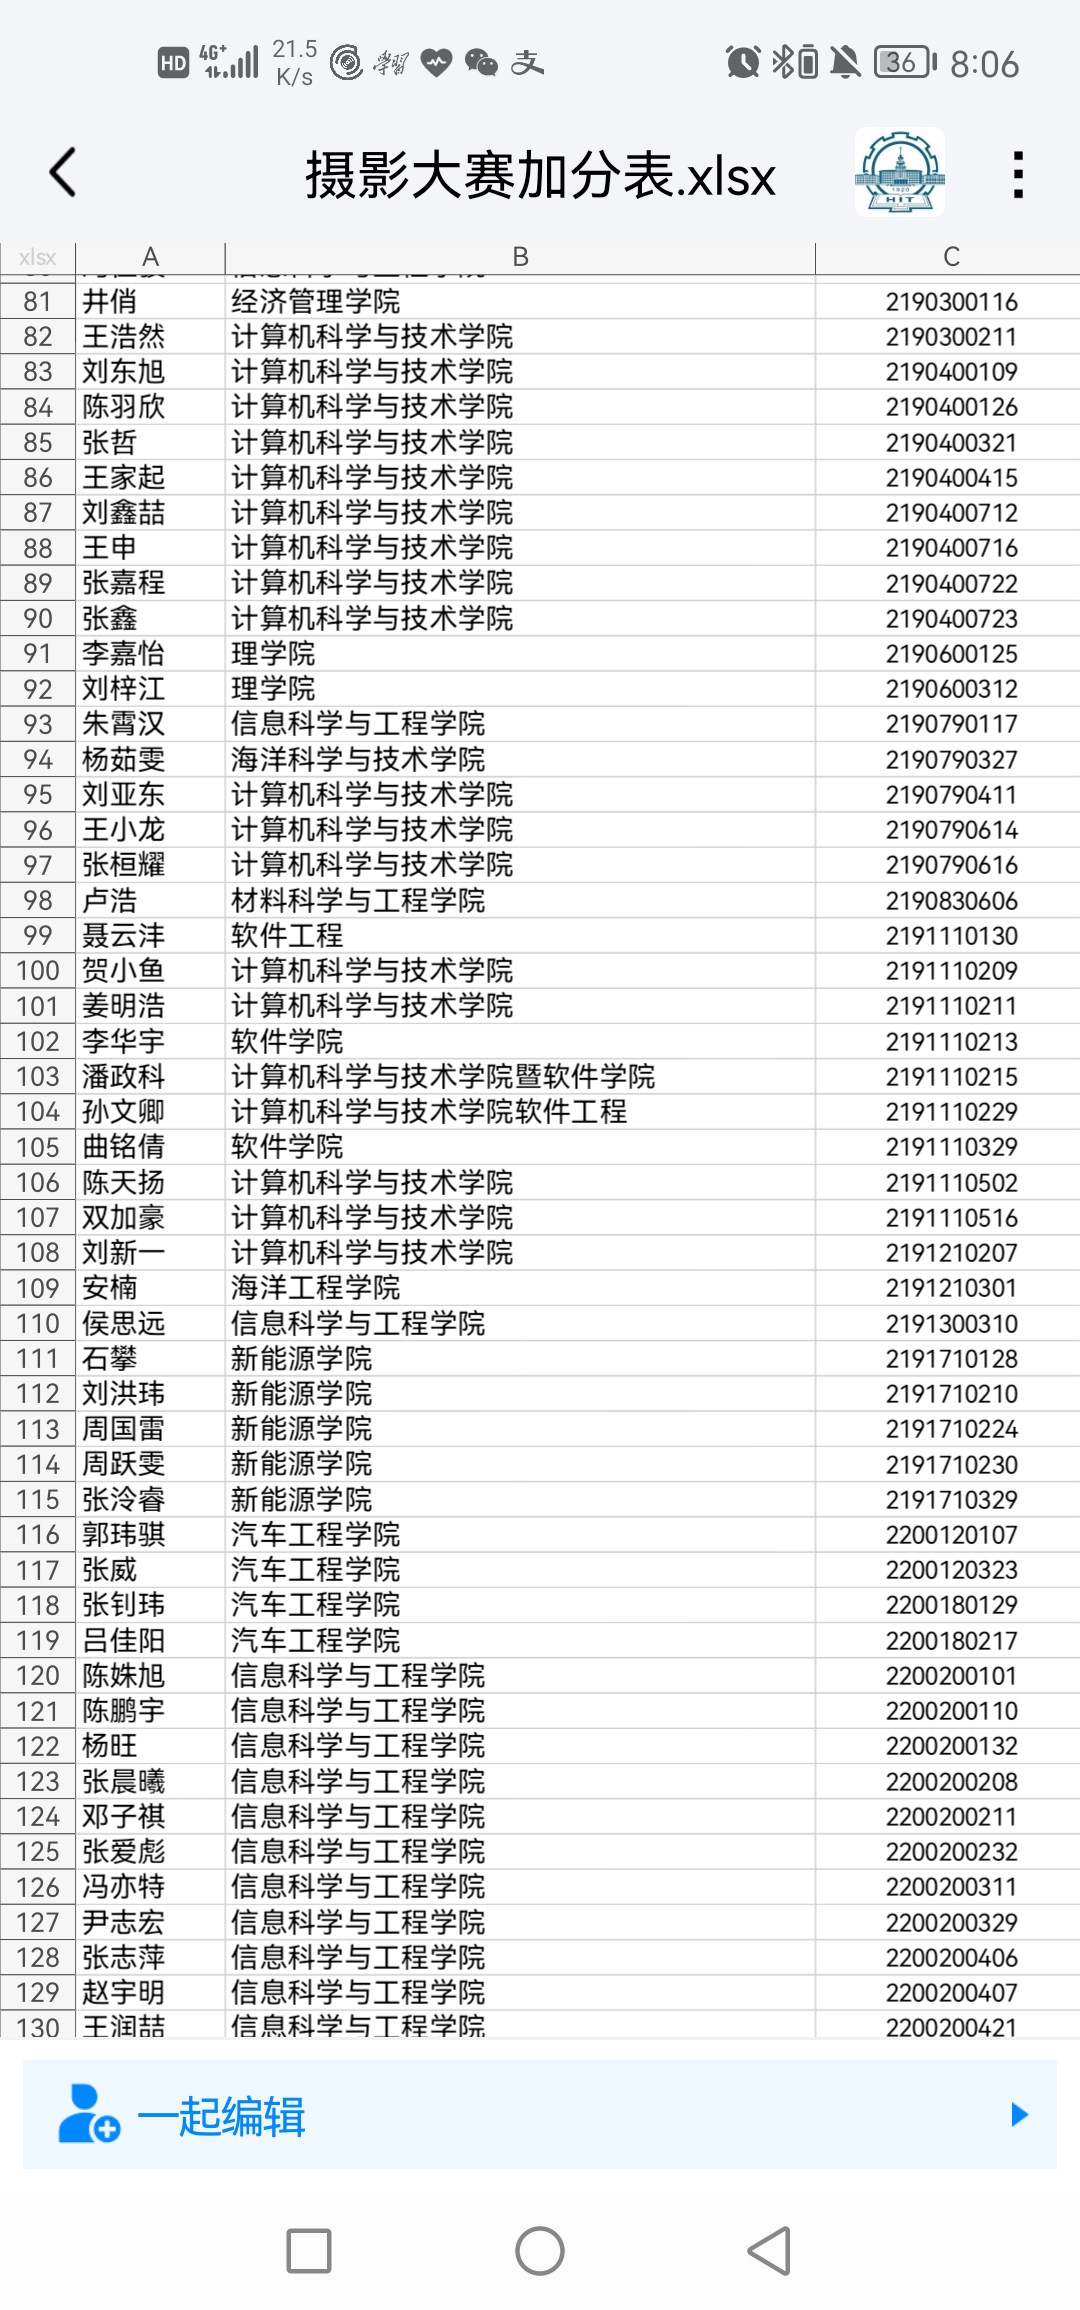 HD 4G+ 21.5 K/s 学習 支 36 8:06
摄影大赛加分表.xlsx
1920
HIT
xlsx A B C
81 井俏 经济管理学院 2190300116
82 王浩然 计算机科学与技术学院 2190300211
83 刘东旭 计算机科学与技术学院 2190400109
84 陈羽欣 计算机科学与技术学院 2190400126
85 张哲 计算机科学与技术学院 2190400321
86 王家起 计算机科学与技术学院 2190400415
87 刘鑫喆 计算机科学与技术学院 2190400712
88 王申 计算机科学与技术学院 2190400716
89 张嘉程 计算机科学与技术学院 2190400722
90 张鑫 计算机科学与技术学院 2190400723
91 李嘉怡 理学院 2190600125
92 刘梓江 理学院 2190600312
93 朱霄汉 信息科学与工程学院 2190790117
94 杨茹雯 海洋科学与技术学院 2190790327
95 刘亚东 计算机科学与技术学院 2190790411
96 王小龙 计算机科学与技术学院 2190790614
97 张桓耀 计算机科学与技术学院 2190790616
98 卢浩 材料科学与工程学院 2190830606
99 聂云沣 软件工程 2191110130
100 贺小鱼 计算机科学与技术学院 2191110209
101 姜明浩 计算机科学与技术学院 2191110211
102 李华宇 软件学院 2191110213
103 潘政科 计算机科学与技术学院暨软件学院 2191110215
104 孙文卿 计算机科学与技术学院软件工程 2191110229
105 曲铭倩 软件学院 2191110329
106 陈天扬 计算机科学与技术学院 2191110502
107 双加豪 计算机科学与技术学院 2191110516
108 刘新一 计算机科学与技术学院 2191210207
109 安楠 海洋工程学院 2191210301
110 侯思远 信息科学与工程学院 2191300310
111 石攀 新能源学院 2191710128
112 刘洪玮 新能源学院 2191710210
113 周国雷 新能源学院 2191710224
114 周跃雯 新能源学院 2191710230
115 张泠睿 新能源学院 2191710329
116 郭玮骐 汽车工程学院 2200120107
117 张威 汽车工程学院 2200120323
118 张钊玮 汽车工程学院 2200180129
119 吕佳阳 汽车工程学院 2200180217
120 陈姝旭 信息科学与工程学院 2200200101
121 陈鹏宇 信息科学与工程学院 2200200110
122 杨旺 信息科学与工程学院 2200200132
123 张晨曦 信息科学与工程学院 2200200208
124 邓子祺 信息科学与工程学院 2200200211
125 张爱彪 信息科学与工程学院 2200200232
126 冯亦特 信息科学与工程学院 2200200311
127 尹志宏 信息科学与工程学院 2200200329
128 张志萍 信息科学与工程学院 2200200406
129 赵宇明 信息科学与工程学院 2200200407
130 王润喆 信息科学与工程学院 2200200421
一起编辑